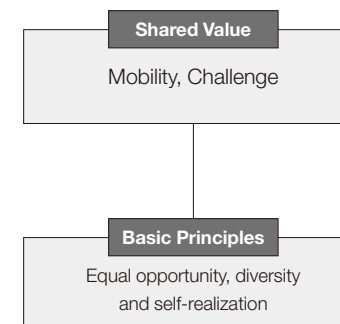 Shared Value
Mobility, Challenge
Basic Principles
Equal opportunity, diversity
and self-realization